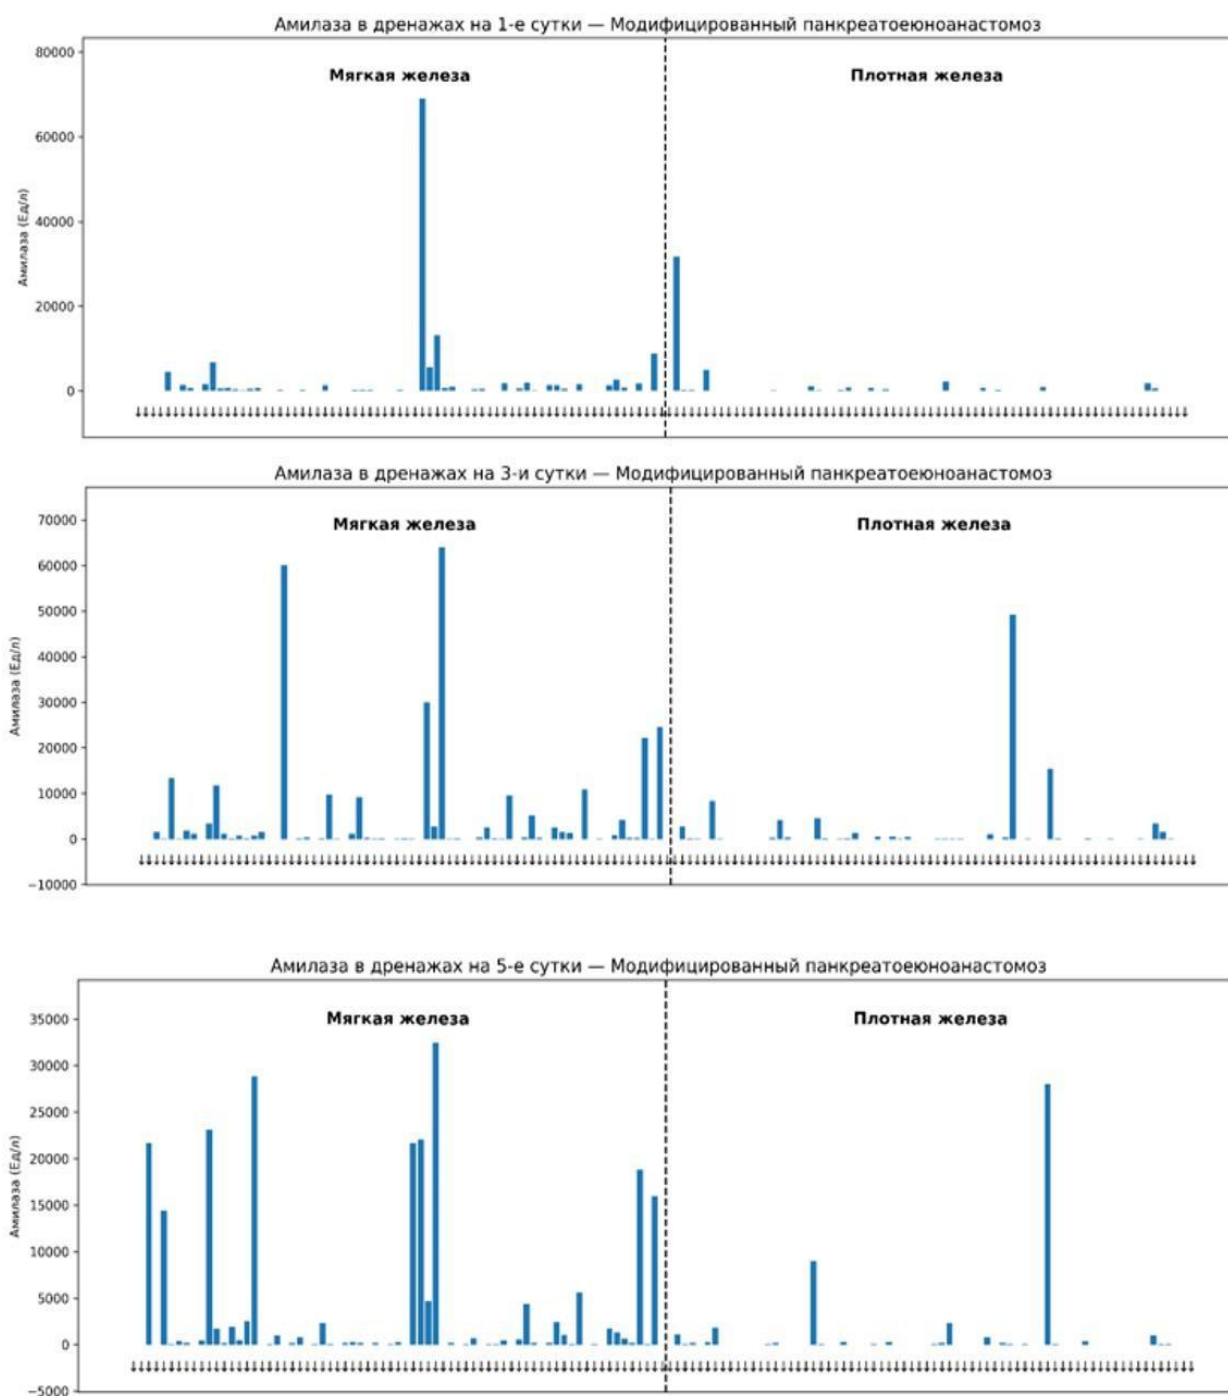 Амилаза в дренажах на 1-е сутки — Модифицированный панкреатоеюноанастомоз
Мягкая железа
Плотная железа
Амилаза (Ед/л)
80000
60000
40000
20000
0
Амилаза в дренажах на 3-и сутки — Модифицированный панкреатоеюноанастомоз
Мягкая железа
Плотная железа
Амилаза (Ед/л)
70000
60000
50000
40000
30000
20000
10000
0
−10000
Амилаза в дренажах на 5-е сутки — Модифицированный панкреатоеюноанастомоз
Мягкая железа
Плотная железа
Амилаза (Ед/л)
35000
30000
25000
20000
15000
10000
5000
0
−5000